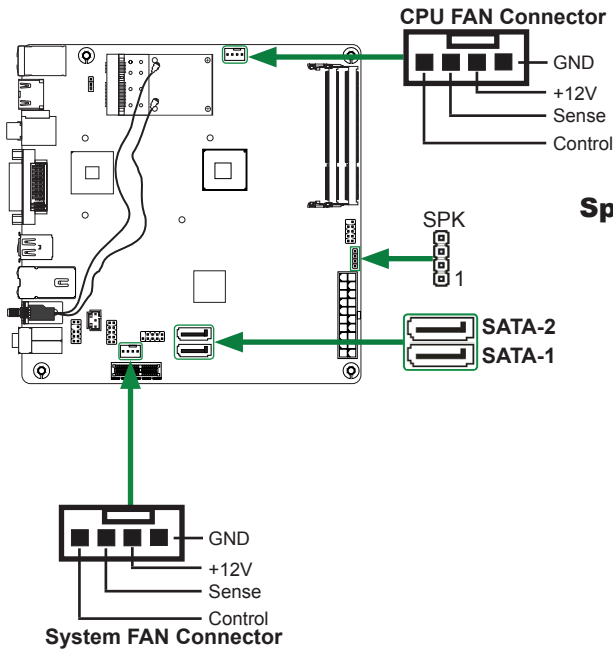 CPU FAN Connector
GND
+12V
Sense
Control
Sp
SPK
1
SATA-2
SATA-1
GND
+12V
Sense
Control
System FAN Connector